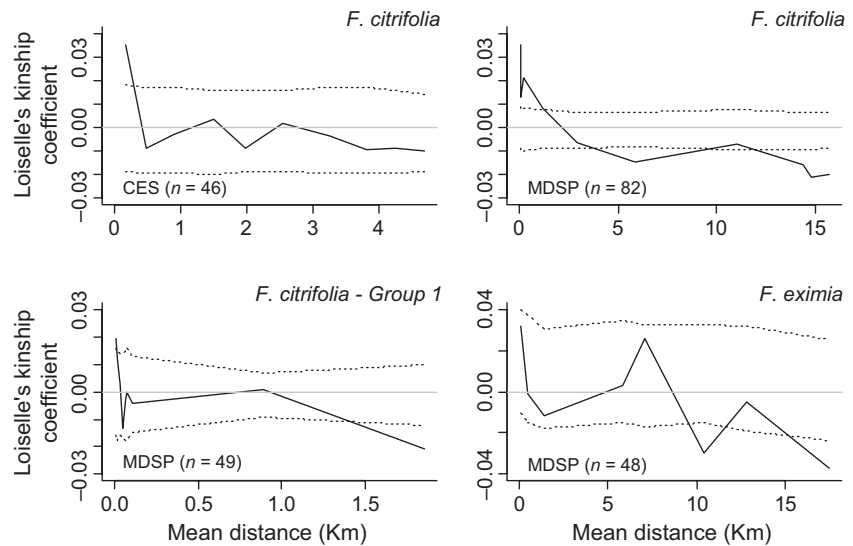 F. citrifolia
Loiselle's kinship
coefficient
0.03
0.00
−0.03
CES (n = 46)
0 1 2 3 4
F. citrifolia
0.03
0.00
−0.03
MDSP (n = 82)
0 5 10 15
F. citrifolia - Group 1
Loiselle's kinship
coefficient
0.03
0.00
−0.03
MDSP (n = 49)
0.0 0.5 1.0 1.5
Mean distance (Km)
F. eximia
0.04
0.00
−0.04
MDSP (n = 48)
0 5 10 15
Mean distance (Km)